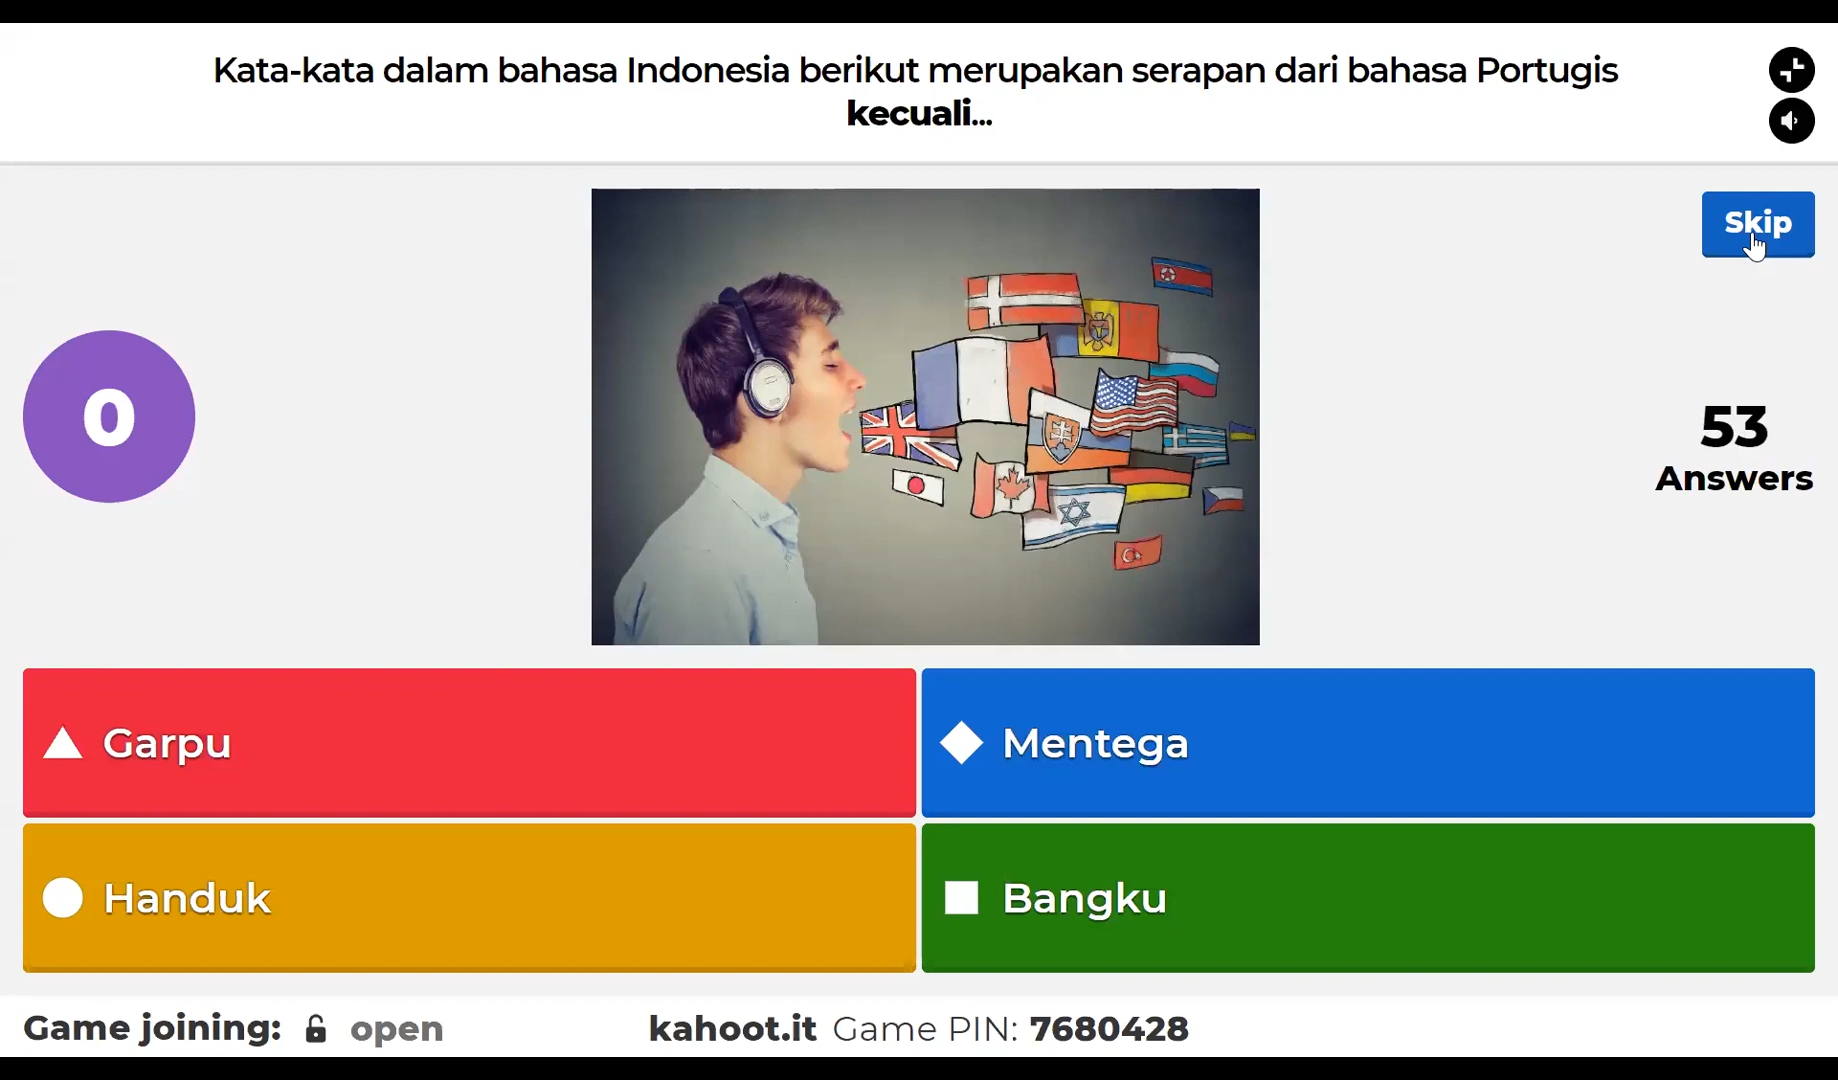 Kata-kata dalam bahasa Indonesia berikut merupakan serapan dari bahasa Portugis
kecuali...
Skip
0
53
Answers
Garpu
Mentega
Handuk
Bangku
Game joining: open
kahoot.it Game PIN: 7680428